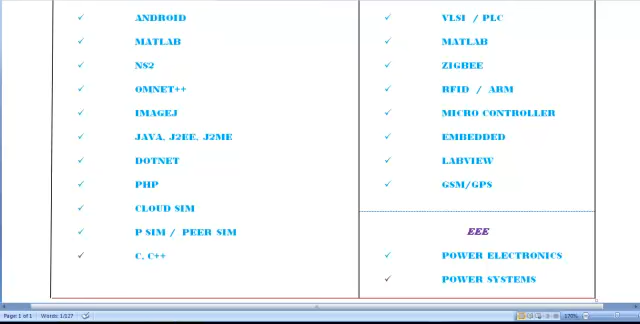 ANDROID
MATLAB
NS2
OMNET++
IMAGEJ
JAVA, J2EE, J2ME
DOTNET
PHP
CLOUD SIM
P SIM / PEER SIM
C, C++
VLSI / PLC
MATLAB
ZIGBEE
RFID / ARM
MICRO CONTROLLER
EMBEDDED
LABVIEW
GSM/GPS
EEE
POWER ELECTRONICS
POWER SYSTEMS
Page: 1 of 1 Words: 1/127 170%